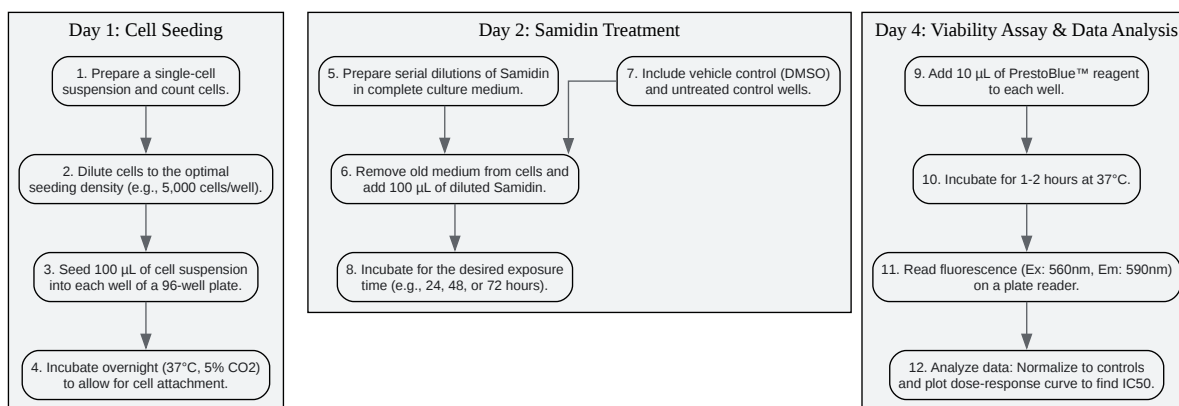 Day 1: Cell Seeding
1. Prepare a single-cell
suspension and count cells.
2. Dilute cells to the optimal
seeding density (e.g., 5,000 cells/well).
3. Seed 100 µL of cell suspension
into each well of a 96-well plate.
4. Incubate overnight (37°C, 5% CO2)
to allow for cell attachment.
Day 2: Samidin Treatment
5. Prepare serial dilutions of Samidin
in complete culture medium.
7. Include vehicle control (DMSO)
and untreated control wells.
6. Remove old medium from cells and
add 100 µL of diluted Samidin.
8. Incubate for the desired exposure
time (e.g., 24, 48, or 72 hours).
Day 4: Viability Assay & Data Analysis
9. Add 10 µL of PrestoBlue™ reagent
to each well.
10. Incubate for 1-2 hours at 37°C.
11. Read fluorescence (Ex: 560nm, Em: 590nm)
on a plate reader.
12. Analyze data: Normalize to controls
and plot dose-response curve to find IC50.